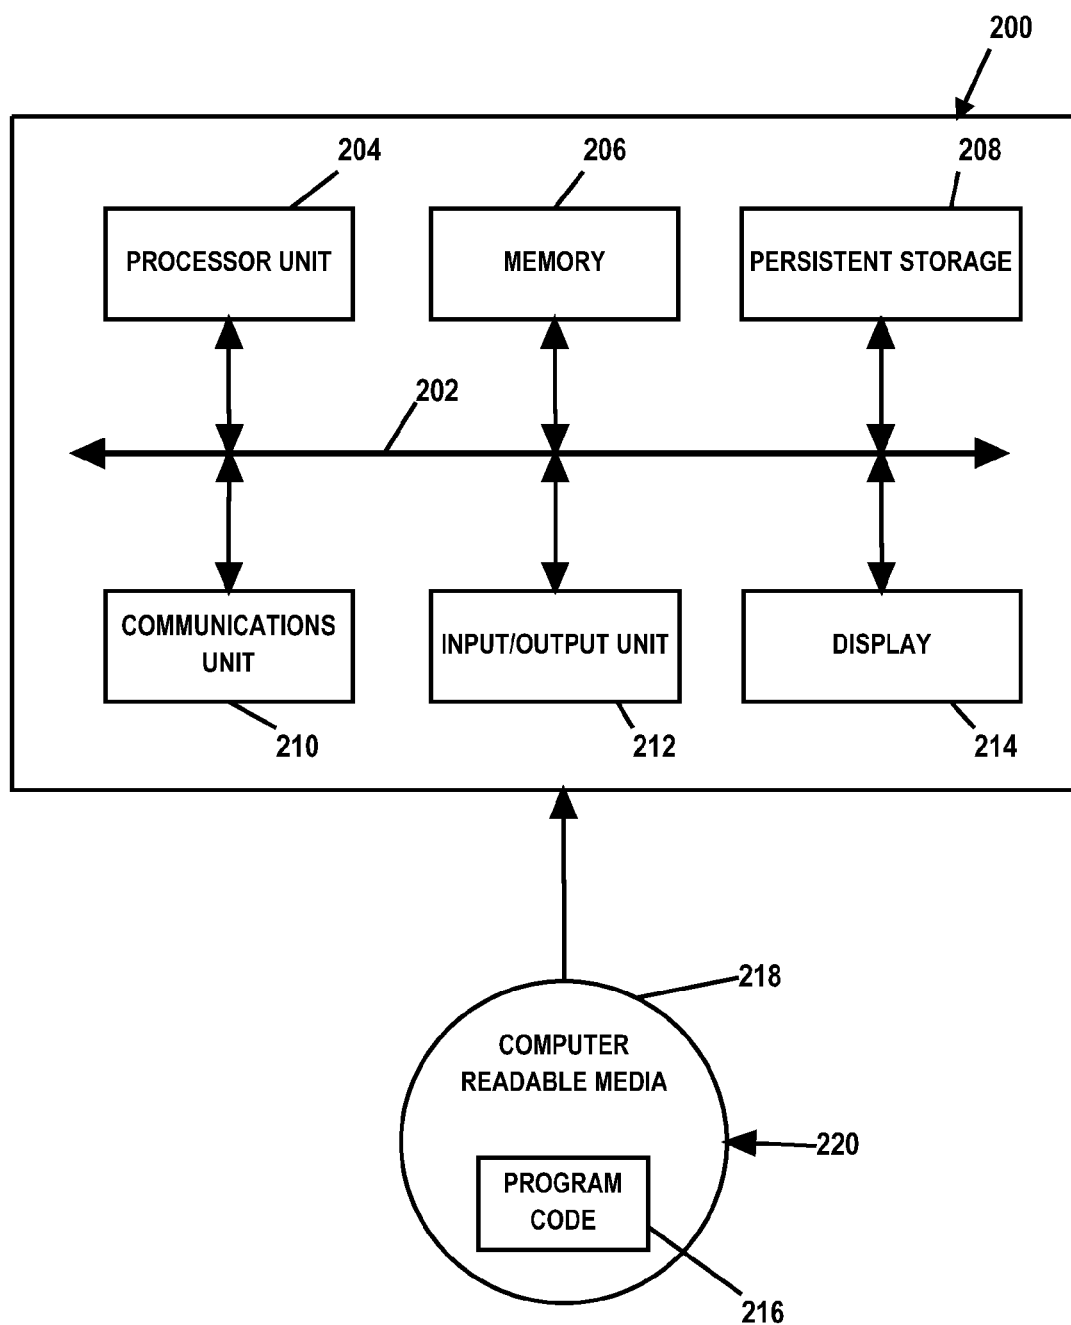 200
204
206
208
PROCESSOR UNIT
MEMORY
PERSISTENT STORAGE
202
COMMUNICATIONS
UNIT
INPUT/OUTPUT UNIT
DISPLAY
210
212
214
218
COMPUTER
READABLE MEDIA
220
PROGRAM
CODE
216